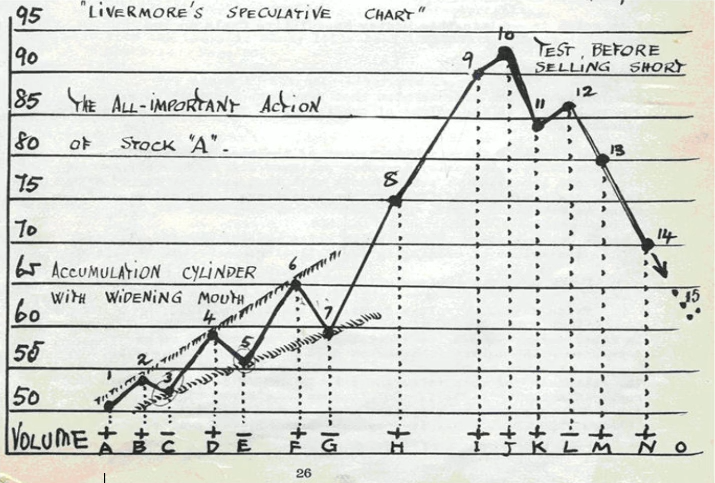 95 "LIVERMORE'S SPECULATIVE CHART"
10
90 9 TEST BEFORE
SELLING SHORT
85 THE ALL-IMPORTANT ACTION 11 12
80 OF STOCK "A".- 13
75 8
70 14
65 ACCUMULATION CYLINDER 6
WITH WIDENING MOUTH 15
60 4 7
55 2 5
1 3
50
+ + - + - + - + + - - + - -
VOLUME A B C D E F G H I J K L M N O
26